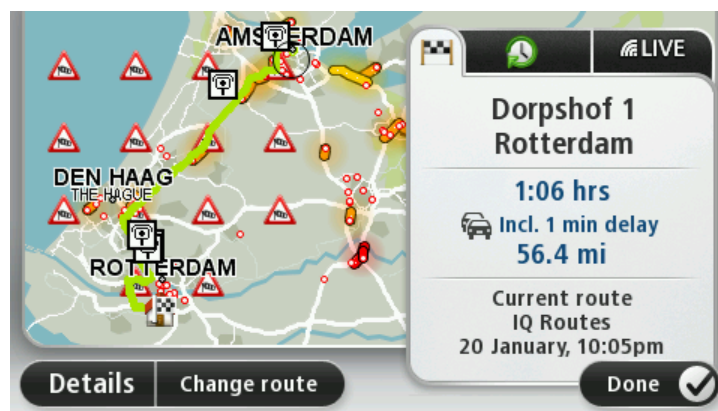 AMSTERDAM
DEN HAAG
THE HAGUE
ROTTERDAM
LIVE
Dorpshof 1
Rotterdam
1:06 hrs
Incl. 1 min delay
56.4 mi
Current route
IQ Routes
20 January, 10:05pm
Details
Change route
Done